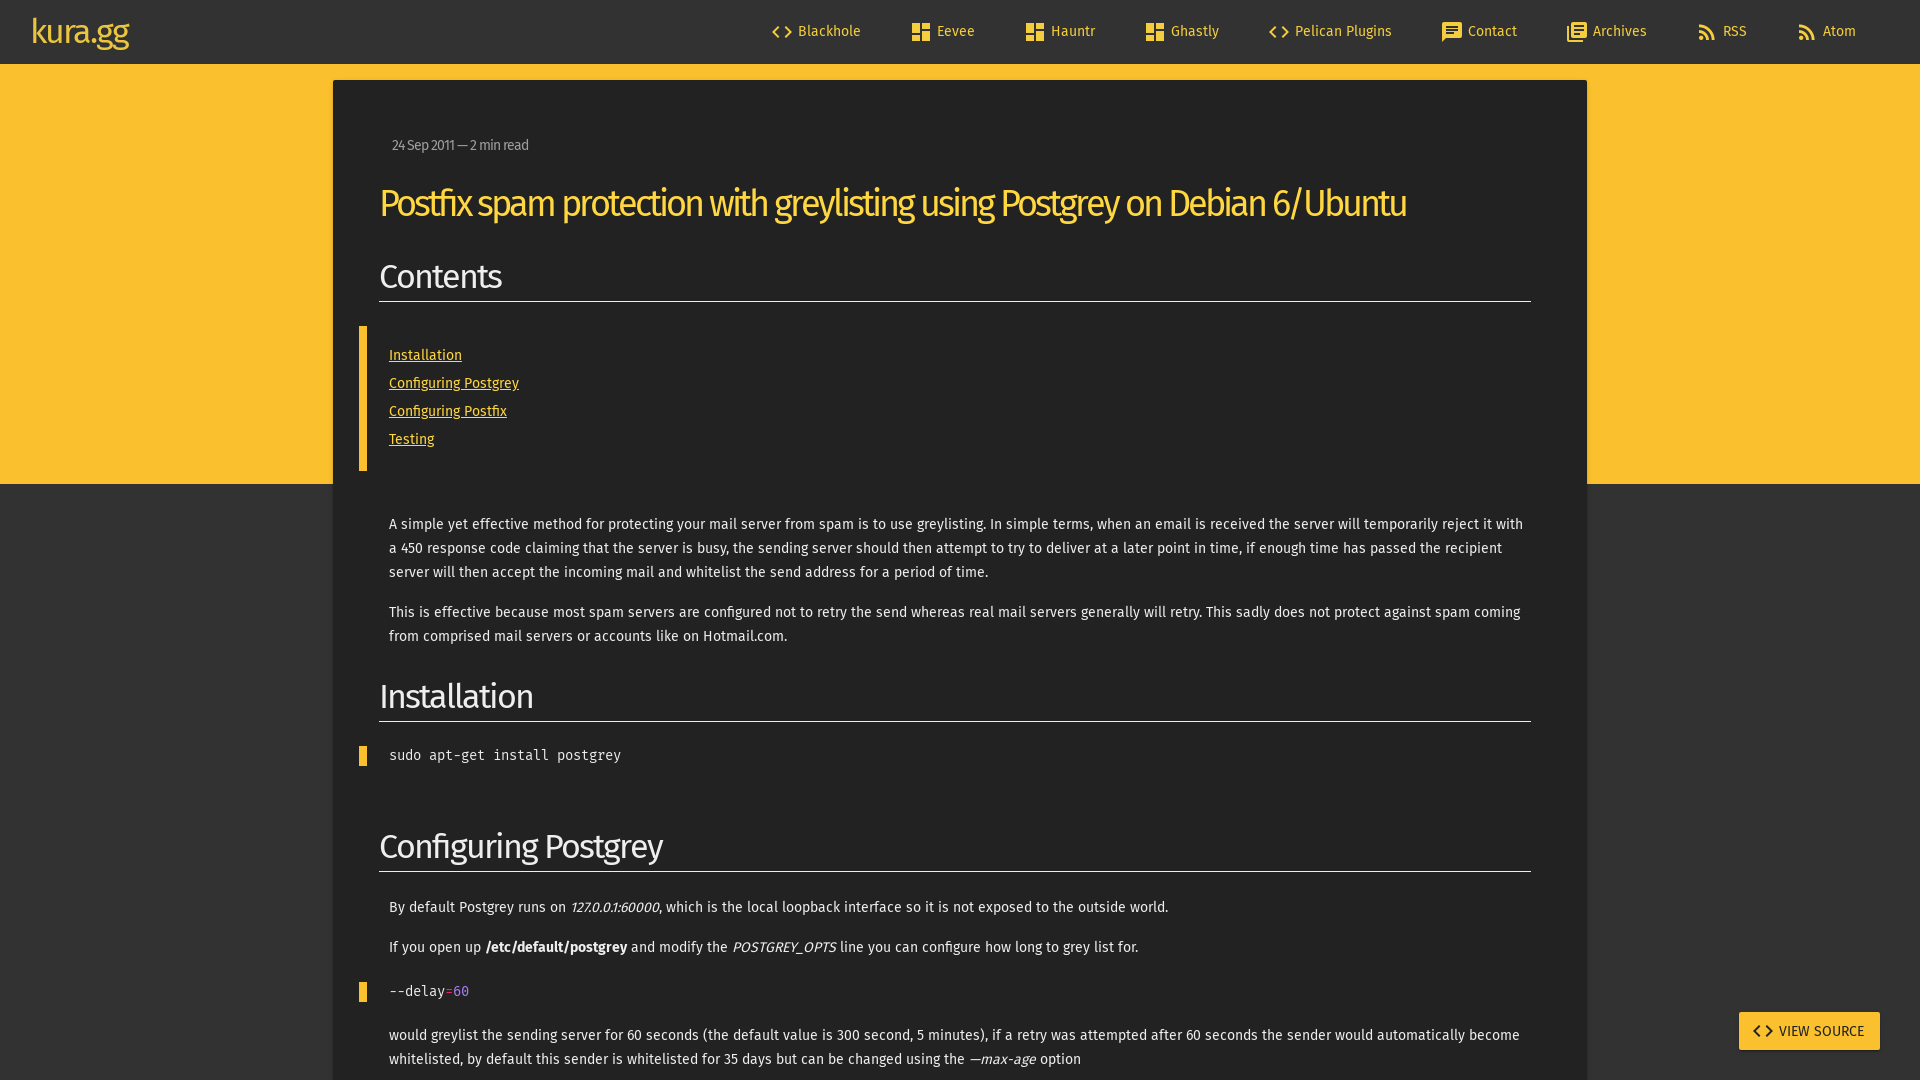 kura.gg
Blackhole
Eevee
Hauntr
Ghastly
Pelican Plugins
Contact
Archives
RSS
Atom
24 Sep 2011 — 2 min read
Postfix spam protection with greylisting using Postgrey on Debian 6/Ubuntu
Contents
Installation
Configuring Postgrey
Configuring Postfix
Testing
A simple yet effective method for protecting your mail server from spam is to use greylisting. In simple terms, when an email is received the server will temporarily reject it with
a 450 response code claiming that the server is busy, the sending server should then attempt to try to deliver at a later point in time, if enough time has passed the recipient
server will then accept the incoming mail and whitelist the send address for a period of time.
This is effective because most spam servers are configured not to retry the send whereas real mail servers generally will retry. This sadly does not protect against spam coming
from comprised mail servers or accounts like on Hotmail.com.
Installation
sudo apt-get install postgrey
Configuring Postgrey
By default Postgrey runs on 127.0.0.1:60000, which is the local loopback interface so it is not exposed to the outside world.
If you open up /etc/default/postgrey and modify the POSTGREY_OPTS line you can configure how long to grey list for.
--delay=60
would greylist the sending server for 60 seconds (the default value is 300 second, 5 minutes), if a retry was attempted after 60 seconds the sender would automatically become
whitelisted, by default this sender is whitelisted for 35 days but can be changed using the —max-age option
VIEW SOURCE